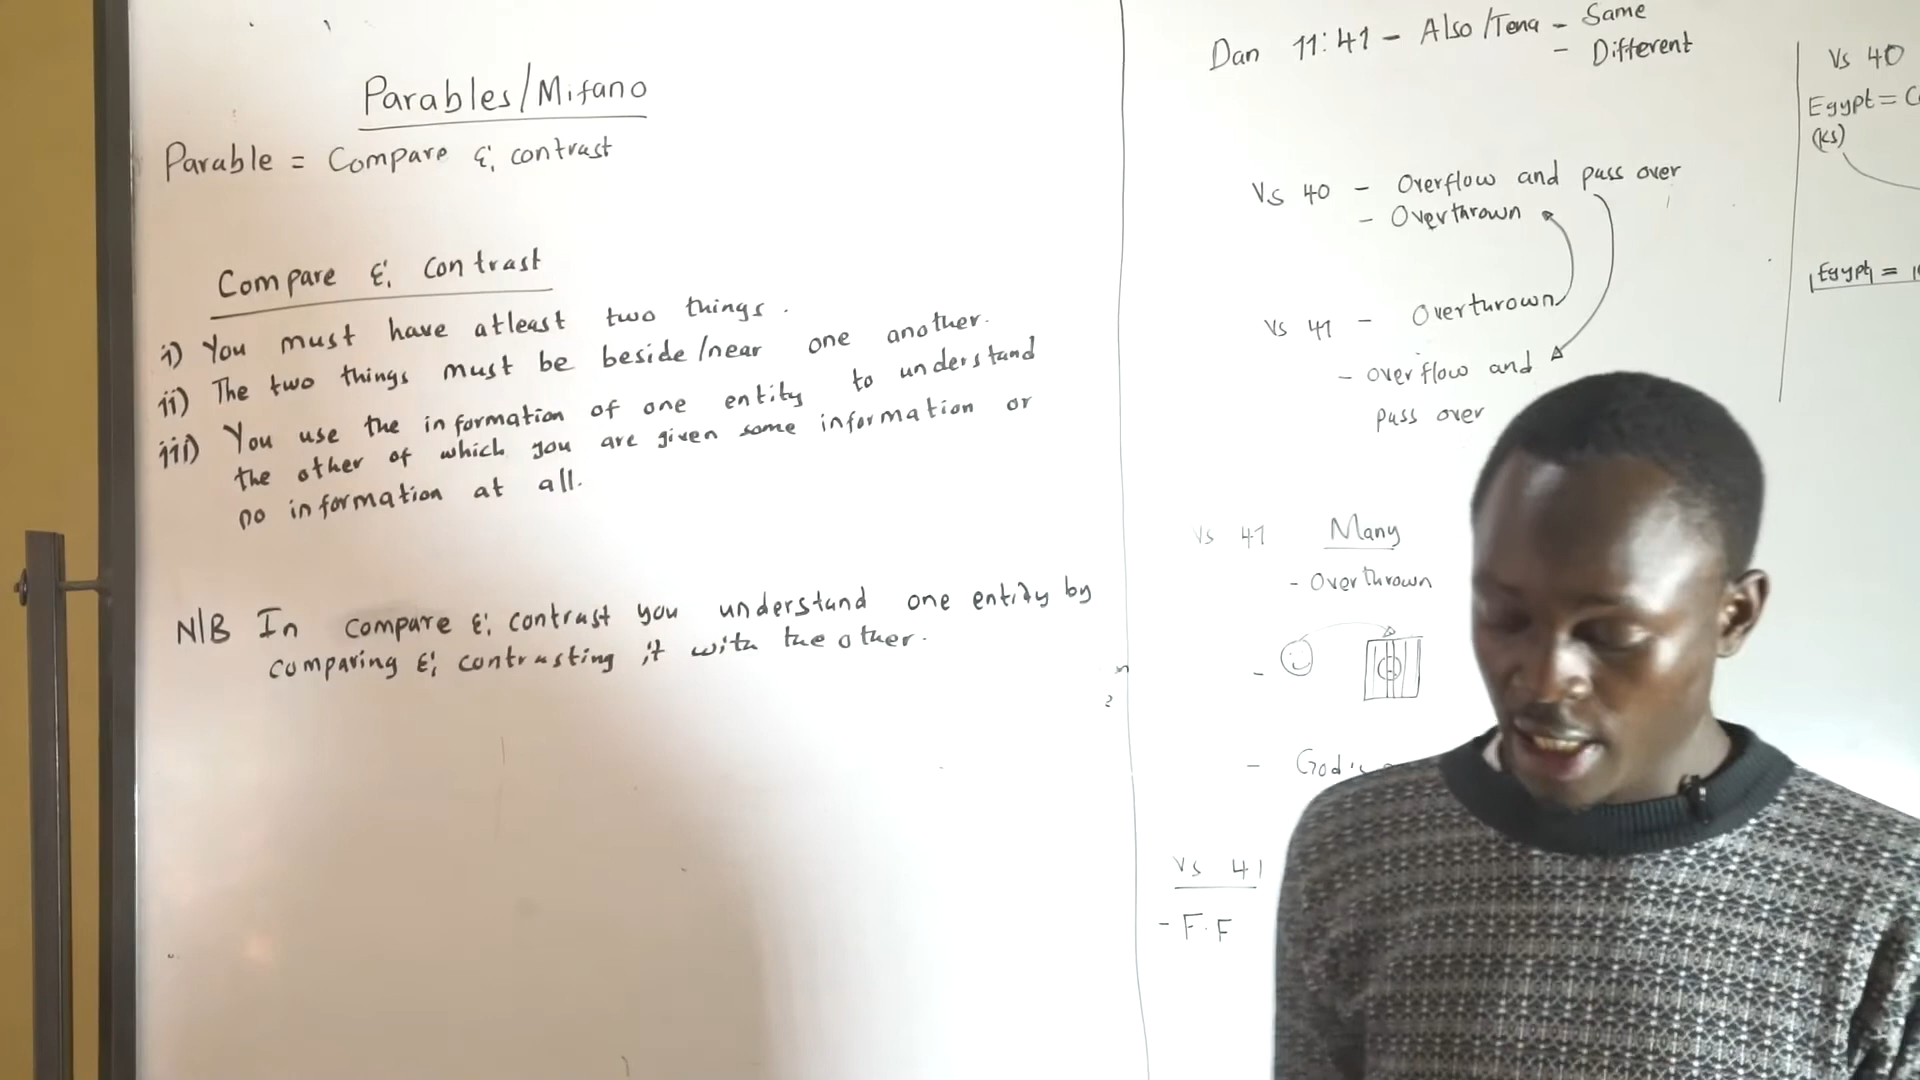 Parables/Mifano
Parable = Compare & contrast
Compare & contrast
i) You must have atleast two things.
ii) The two things must be beside/near one another.
iii) You use the information of one entity to understand
the other of which you are given some information or
no information at all.
N/B In compare & contrast you understand one entity by
comparing & contrasting it with the other.
Dan 11:41 - Also/Tena - Same
- Different
Vs 40 - Overflow and pass over
- Overthrown
Vs 41 - Overthrown
- overflow and
pass over
Vs 41 Many
- Overthrown
- God's
Vs 41
- F.F
Vs 40
Egypt =
(KS)
Egypt =